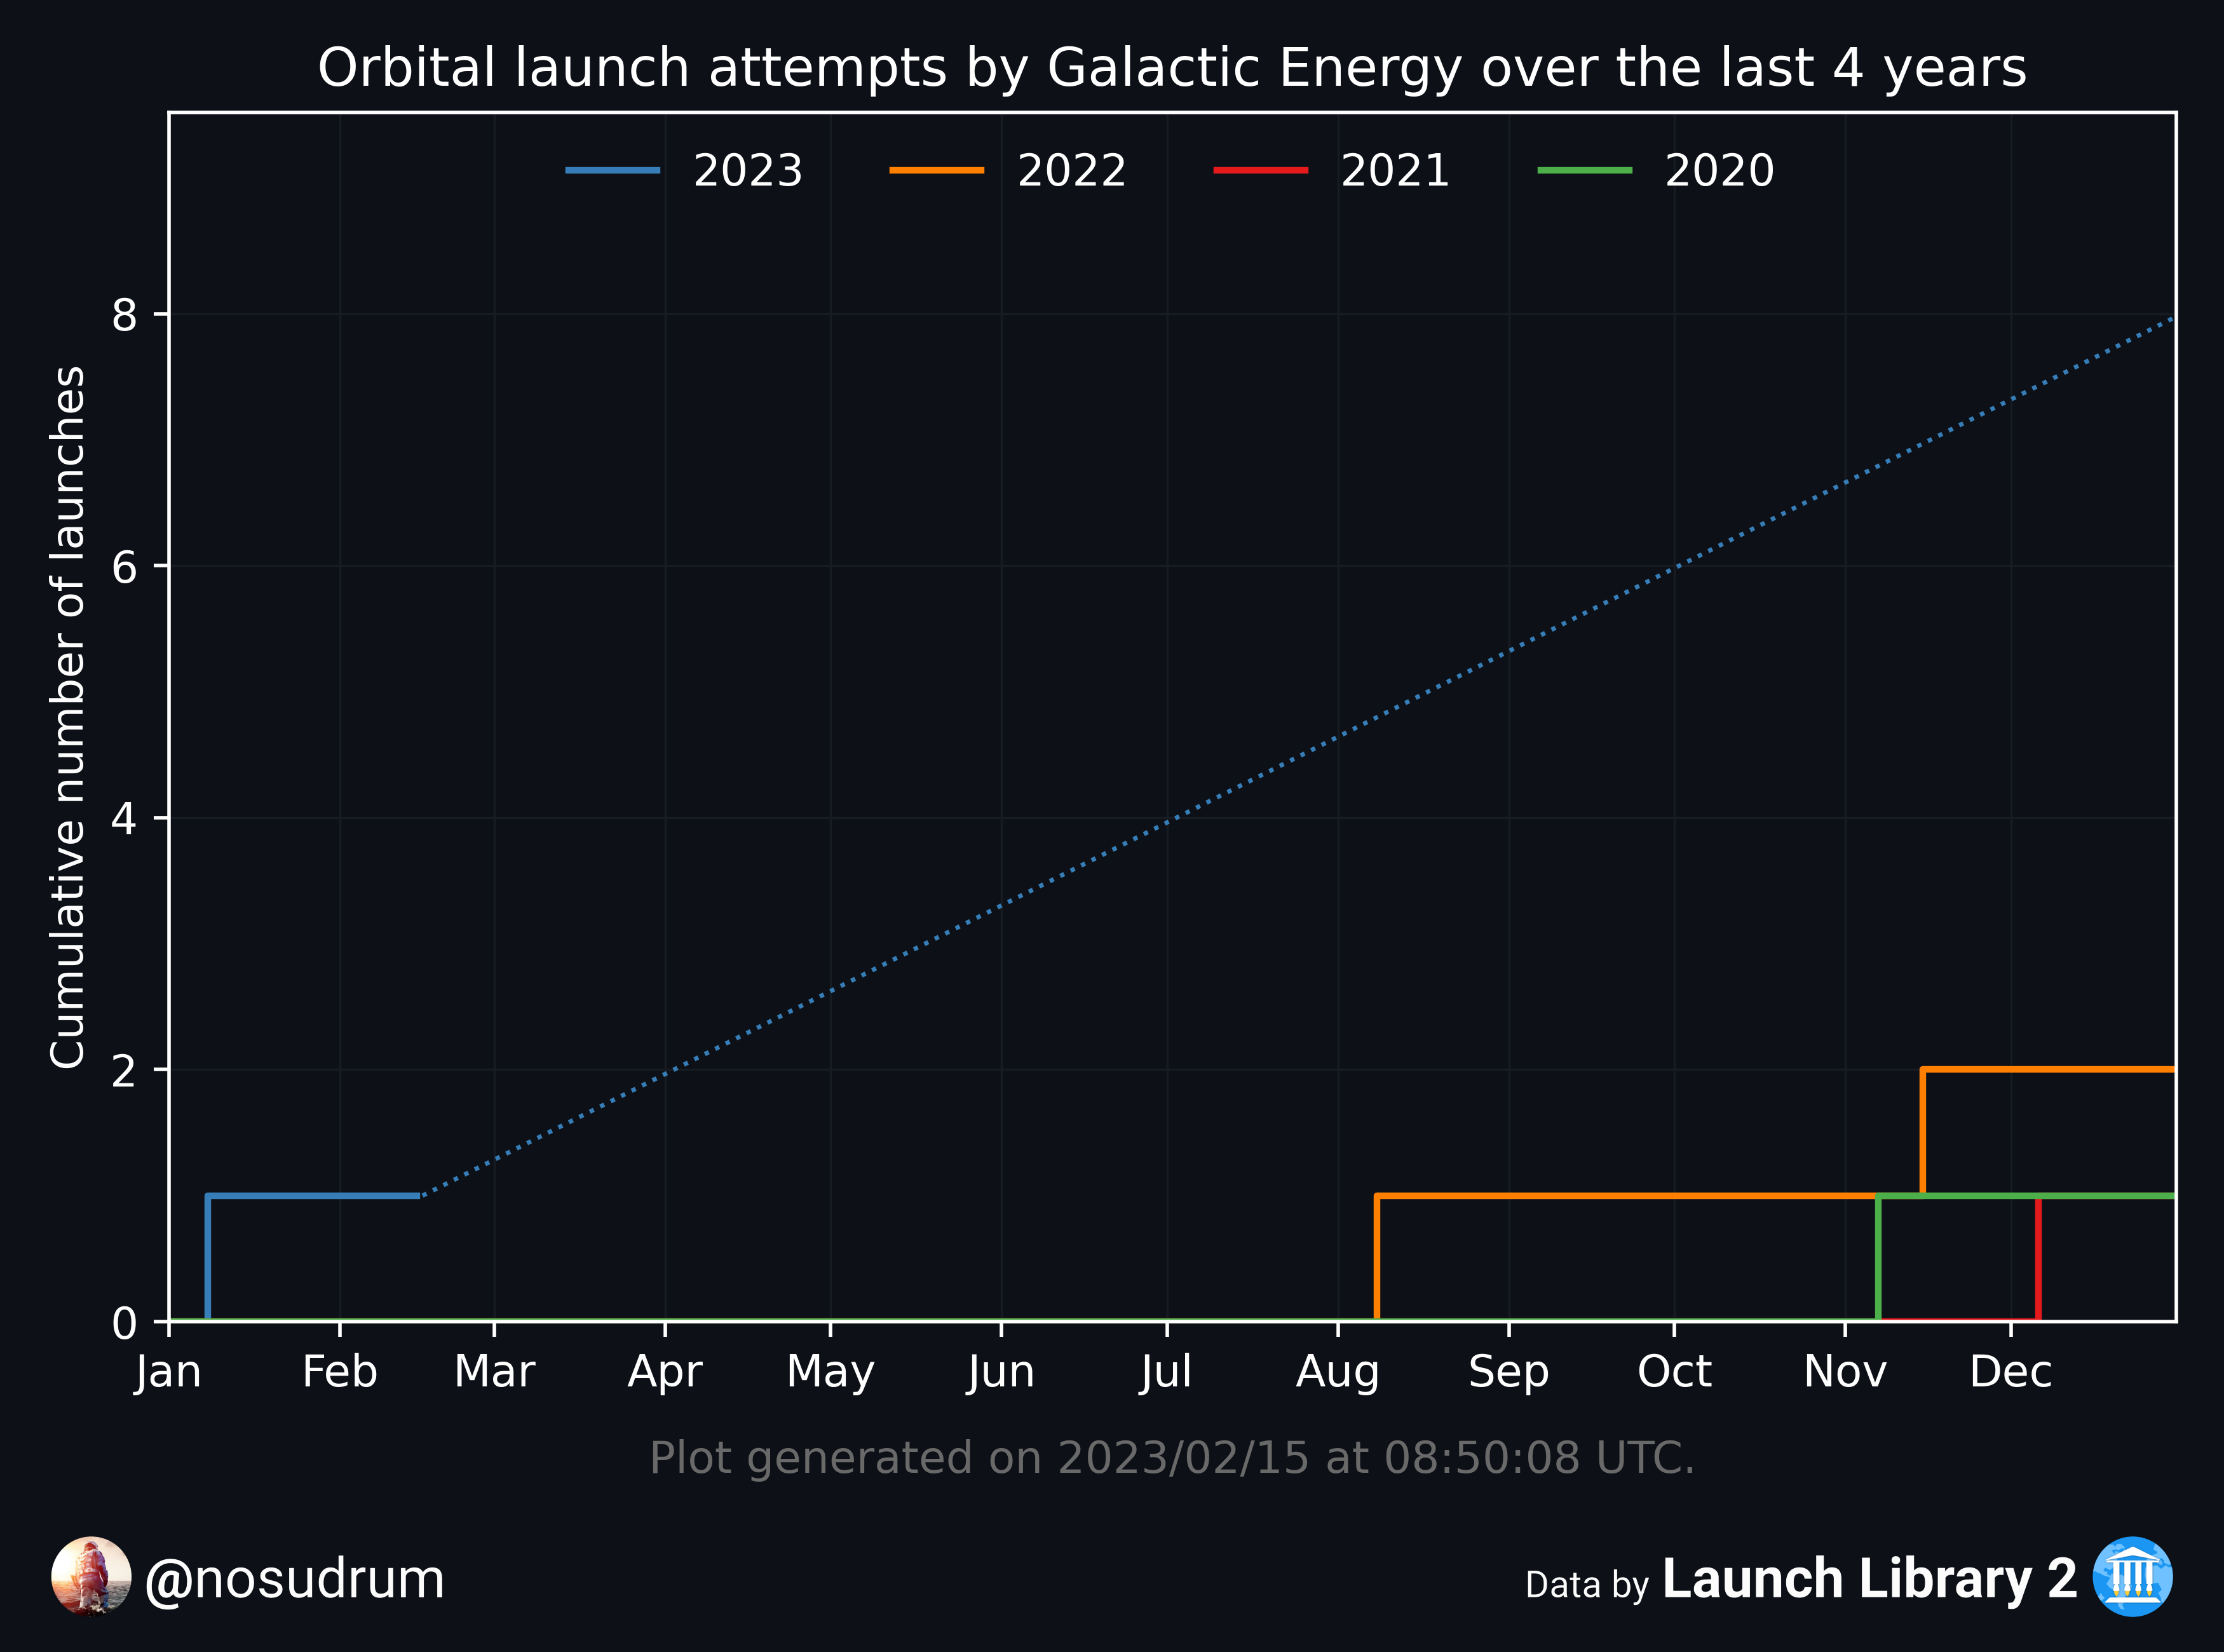 Orbital launch attempts by Galactic Energy over the last 4 years
2023 2022 2021 2020
Cumulative number of launches
8
6
4
2
0
Jan Feb Mar Apr May Jun Jul Aug Sep Oct Nov Dec
Plot generated on 2023/02/15 at 08:50:08 UTC.
@nosudrum
Data by Launch Library 2